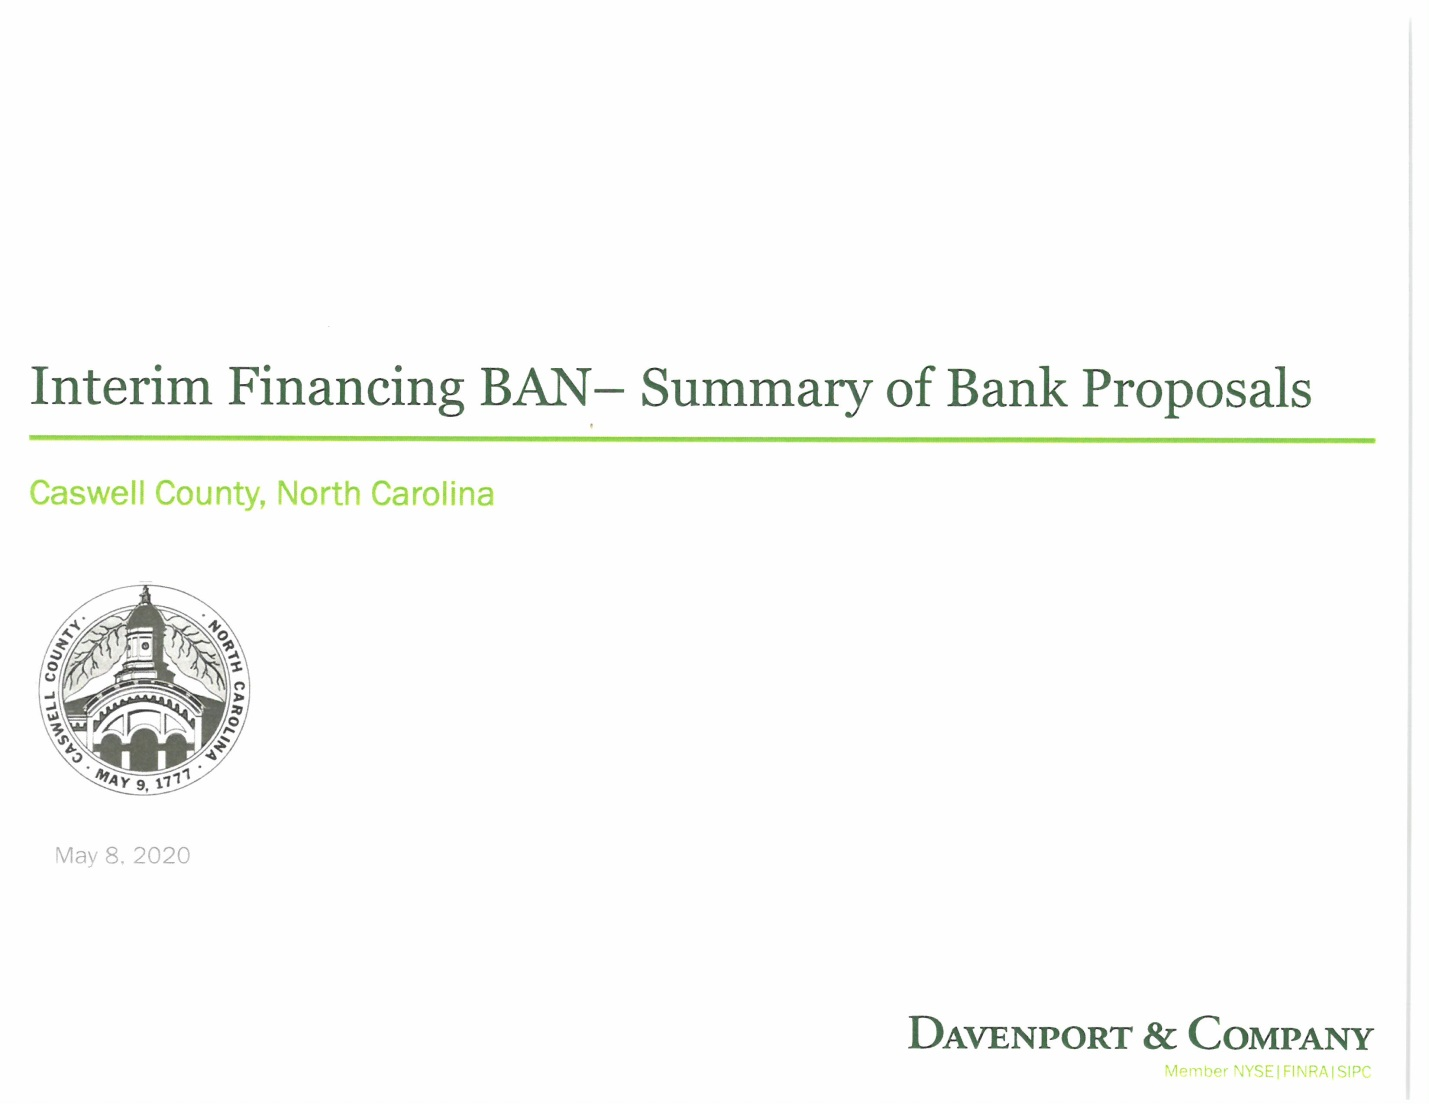 Interim Financing BAN– Summary of Bank Proposals
Caswell County, North Carolina
CASWELL COUNTY · NORTH CAROLINA · MAY 9, 1777 ·
May 8, 2020
DAVENPORT & COMPANY
Member NYSE|FINRA|SIPC